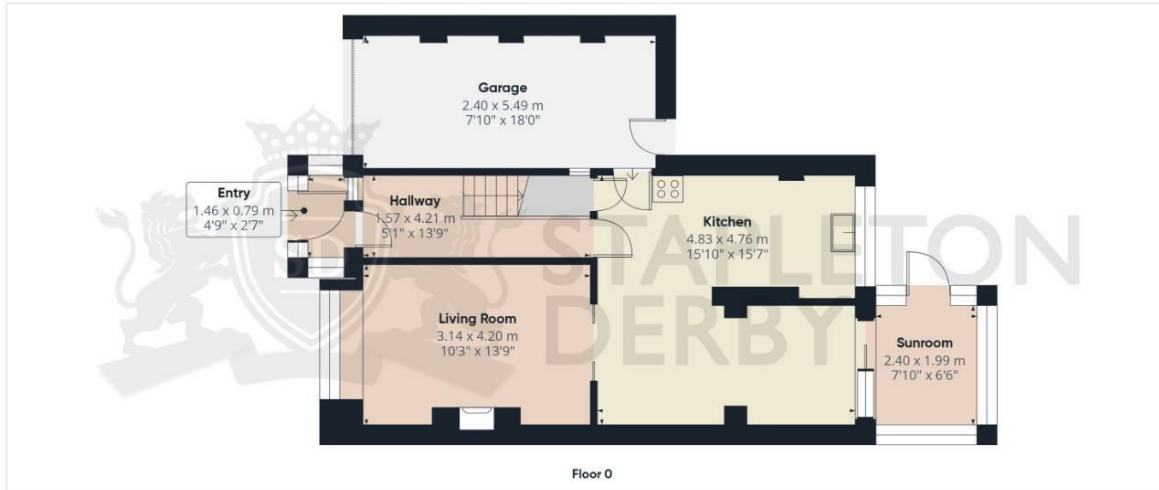 Garage
2.40 x 5.49 m
7'10" x 18'0"
Entry
1.46 x 0.79 m
4'9" x 2'7"
Hallway
1.57 x 4.21 m
5'1" x 13'9"
Kitchen
4.83 x 4.76 m
15'10" x 15'7"
Living Room
3.14 x 4.20 m
10'3" x 13'9"
Sunroom
2.40 x 1.99 m
7'10" x 6'6"
SD
STAPLETON
DERBY
Floor 0